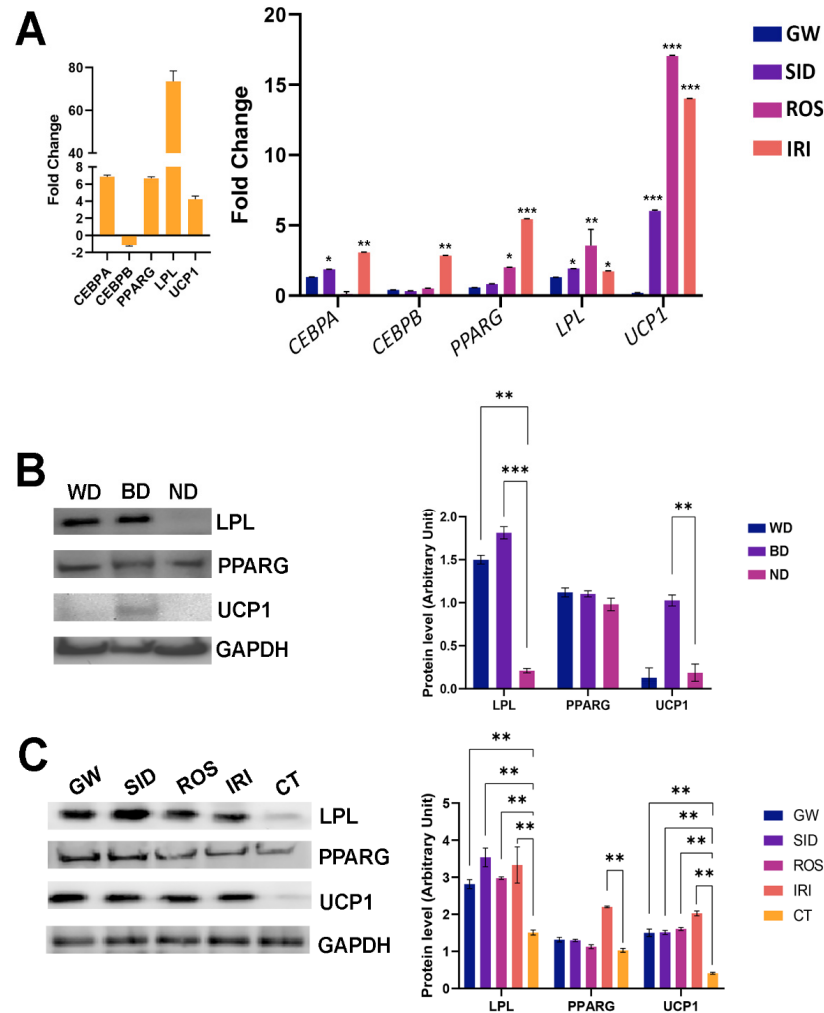 A
Fold Change
80
60
40
8
6
4
2
0
-2
CEBPA
CEBPB
PPARG
LPL
UCP1
Fold Change
20
15
10
5
0
*
**
**
*
***
*
**
*
***
***
***
CEBPA
CEBPB
PPARG
LPL
UCP1
GW
SID
ROS
IRI
B
WD BD ND
LPL
PPARG
UCP1
GAPDH
Protein level (Arbitrary Unit)
2.0
1.5
1.0
0.5
0.0
**
***
**
LPL PPARG UCP1
WD
BD
ND
C
GW SID ROS IRI CT
LPL
PPARG
UCP1
GAPDH
Protein level (Arbitrary Unit)
5
4
3
2
1
0
**
**
**
**
**
**
**
**
**
LPL PPARG UCP1
GW
SID
ROS
IRI
CT